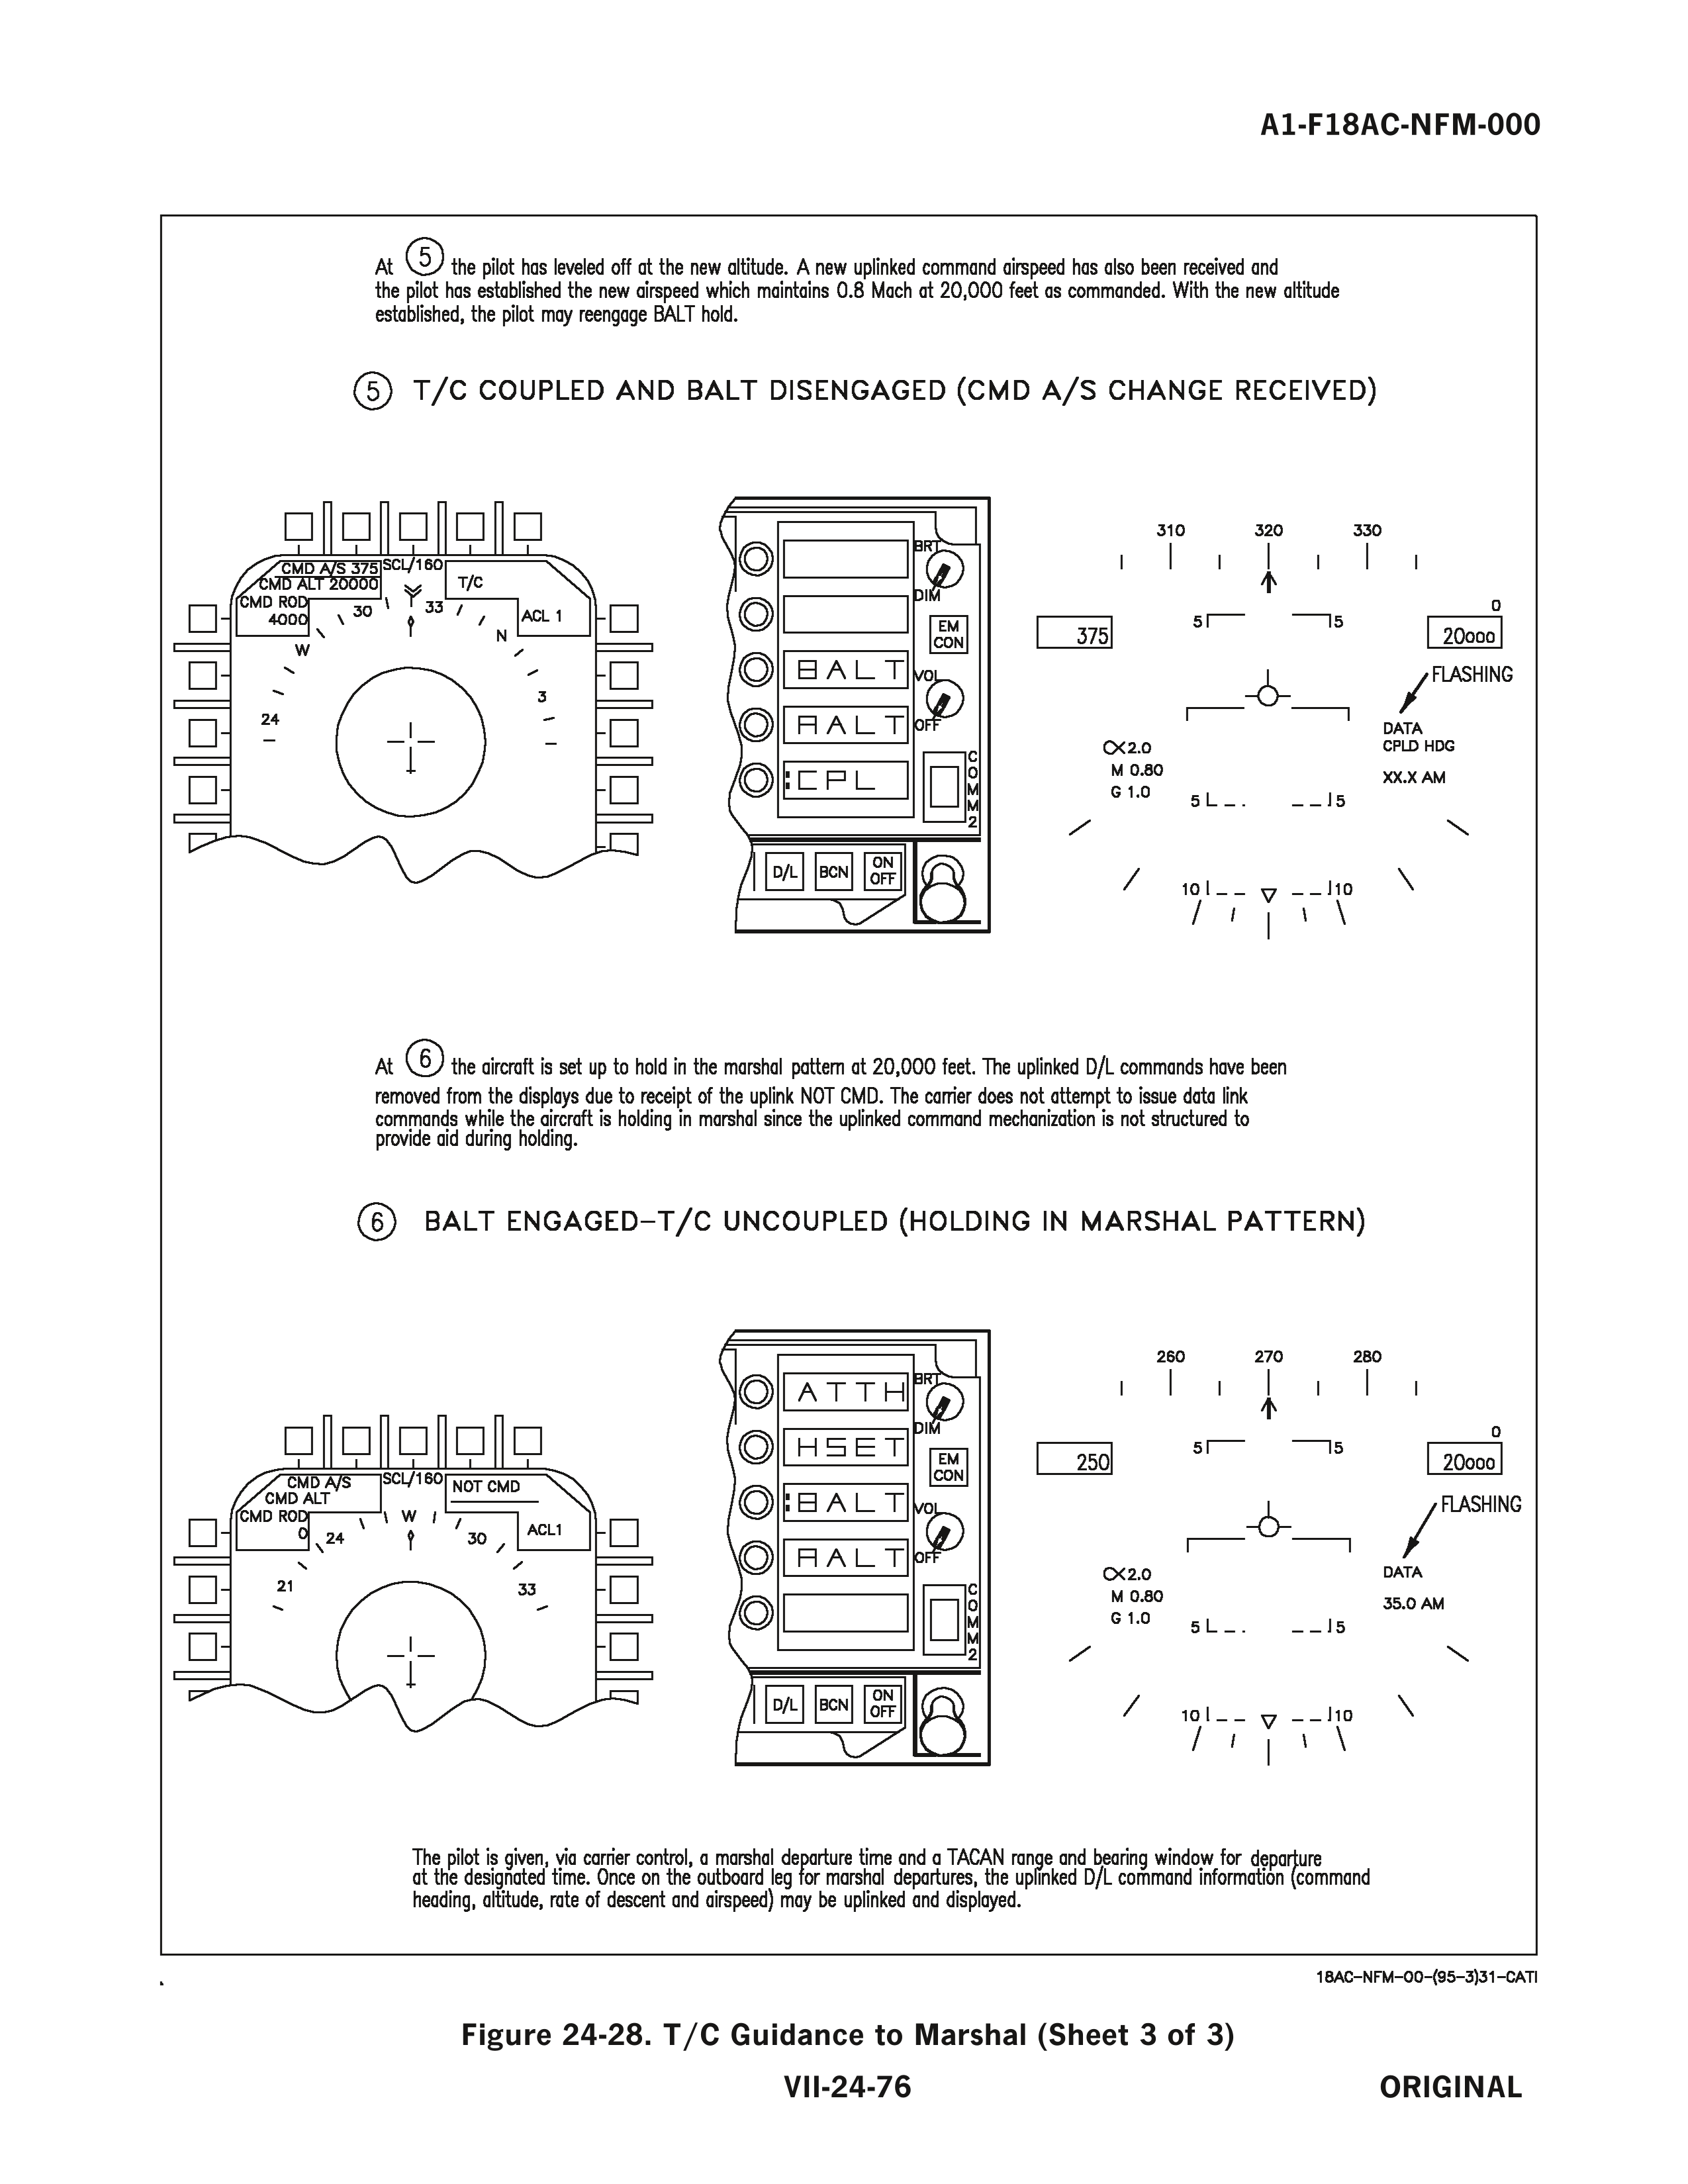 A1-F18AC-NFM-000
At 5 the pilot has leveled off at the new altitude. A new uplinked command airspeed has also been received and
the pilot has established the new airspeed which maintains 0.8 Mach at 20,000 feet as commanded. With the new altitude
established, the pilot may reengage BALT hold.
5 T/C COUPLED AND BALT DISENGAGED (CMD A/S CHANGE RECEIVED)
CMD A/S 375
CMD ALT 20000
CMD ROD
4000
SCL/160
T/C
ACL 1
24
W
30
33
N
3
BALT
AALT
:CPL
BRT
DIM
EM
CON
VOL
OFF
COMM2
D/L
BCN
ON
OFF
310 320 330
5 5
375
0
20000
FLASHING
DATA
CPLD HDG
XX.X AM
α2.0
M 0.80
G 1.0
5 5
10 10
At 6 the aircraft is set up to hold in the marshal pattern at 20,000 feet. The uplinked D/L commands have been
removed from the displays due to receipt of the uplink NOT CMD. The carrier does not attempt to issue data link
commands while the aircraft is holding in marshal since the uplinked command mechanization is not structured to
provide aid during holding.
6 BALT ENGAGED-T/C UNCOUPLED (HOLDING IN MARSHAL PATTERN)
CMD A/S
CMD ALT
CMD ROD
0
SCL/160
NOT CMD
ACL1
21
24
W
30
33
ATTH
HSET
:BALT
AALT
BRT
DIM
EM
CON
VOL
OFF
COMM2
D/L
BCN
ON
OFF
260 270 280
5 5
250
0
20000
FLASHING
DATA
35.0 AM
α2.0
M 0.80
G 1.0
5 5
10 10
The pilot is given, via carrier control, a marshal departure time and a TACAN range and bearing window for departure
at the designated time. Once on the outboard leg for marshal departures, the uplinked D/L command information (command
heading, altitude, rate of descent and airspeed) may be uplinked and displayed.
18AC-NFM-00-(95-3)31-CATI
Figure 24-28. T/C Guidance to Marshal (Sheet 3 of 3)
VII-24-76
ORIGINAL